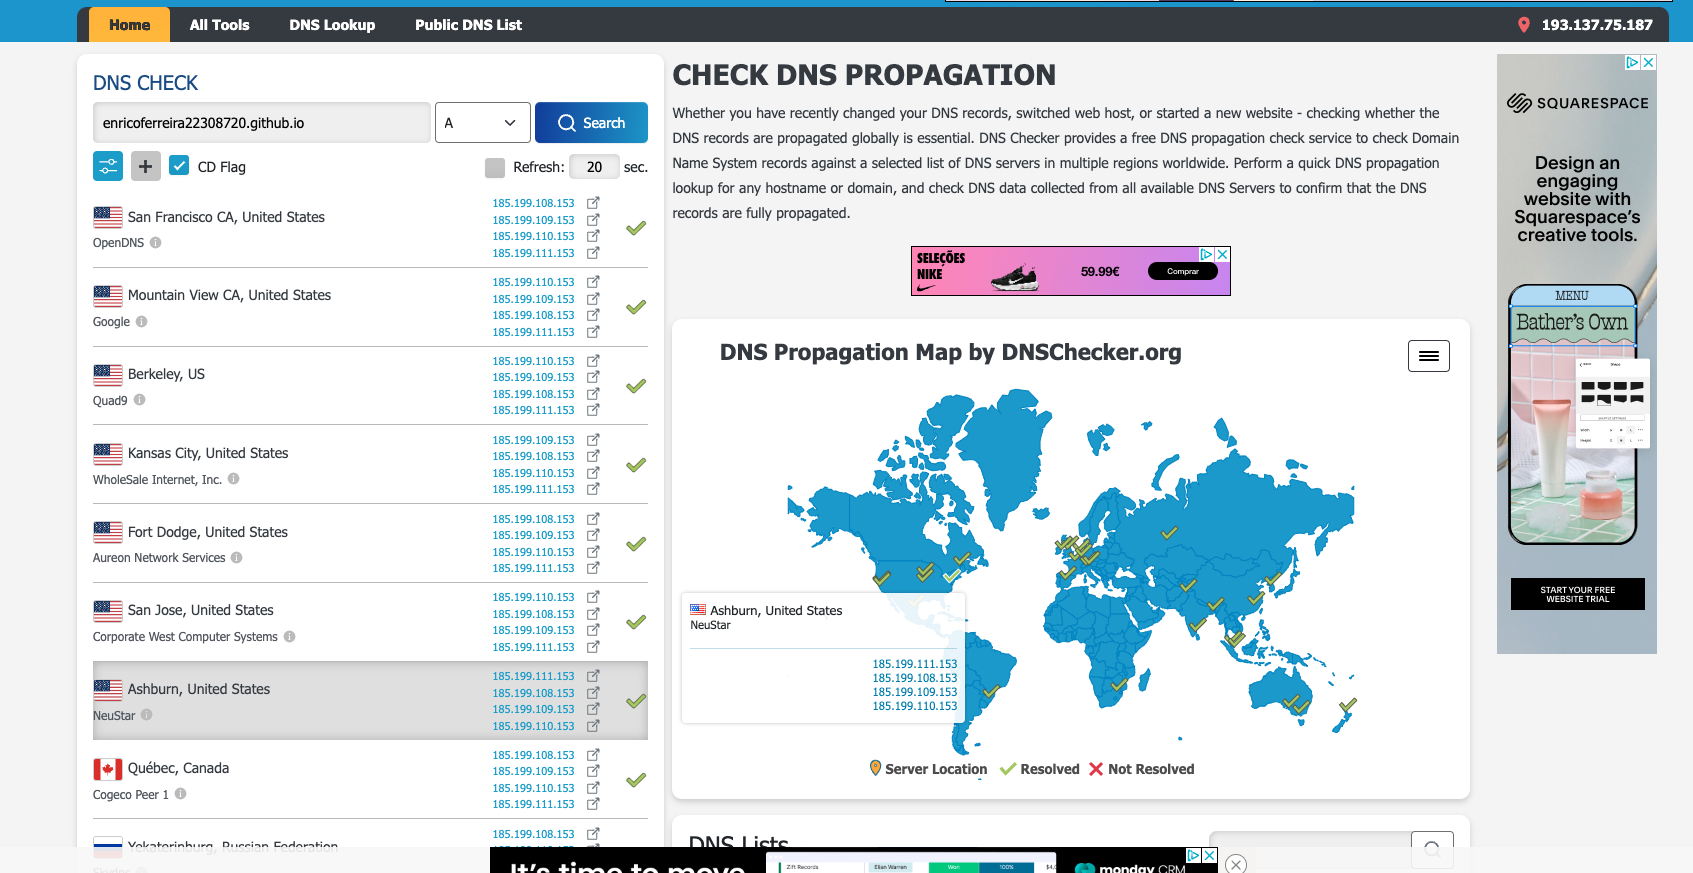 Home All Tools DNS Lookup Public DNS List 193.137.75.187
DNS CHECK
enricoferreira22308720.github.io A Search
CD Flag Refresh: 20 sec.
San Francisco CA, United States
OpenDNS
185.199.108.153
185.199.109.153
185.199.110.153
185.199.111.153
Mountain View CA, United States
Google
185.199.110.153
185.199.109.153
185.199.108.153
185.199.111.153
Berkeley, US
Quad9
185.199.110.153
185.199.109.153
185.199.108.153
185.199.111.153
Kansas City, United States
WholeSale Internet, Inc.
185.199.109.153
185.199.108.153
185.199.110.153
185.199.111.153
Fort Dodge, United States
Aureon Network Services
185.199.108.153
185.199.109.153
185.199.110.153
185.199.111.153
San Jose, United States
Corporate West Computer Systems
185.199.110.153
185.199.108.153
185.199.109.153
185.199.111.153
Ashburn, United States
NeuStar
185.199.111.153
185.199.108.153
185.199.109.153
185.199.110.153
Québec, Canada
Cogeco Peer 1
185.199.108.153
185.199.109.153
185.199.110.153
185.199.111.153
Yekaterinburg, Russian Federation
185.199.108.153
CHECK DNS PROPAGATION
Whether you have recently changed your DNS records, switched web host, or started a new website - checking whether the
DNS records are propagated globally is essential. DNS Checker provides a free DNS propagation check service to check Domain
Name System records against a selected list of DNS servers in multiple regions worldwide. Perform a quick DNS propagation
lookup for any hostname or domain, and check DNS data collected from all available DNS Servers to confirm that the DNS
records are fully propagated.
SELEÇÕES
NIKE
59.99€
Comprar
DNS Propagation Map by DNSChecker.org
Ashburn, United States
NeuStar
185.199.111.153
185.199.108.153
185.199.109.153
185.199.110.153
Server Location Resolved Not Resolved
DNS Lists
It's time to move
Zift Records Elian Warren Won 100%
monday CRM
SQUARESPACE
Design an
engaging
website with
Squarespace's
creative tools.
MENU
Bather's Own
Shape
Width
Height
START YOUR FREE
WEBSITE TRIAL